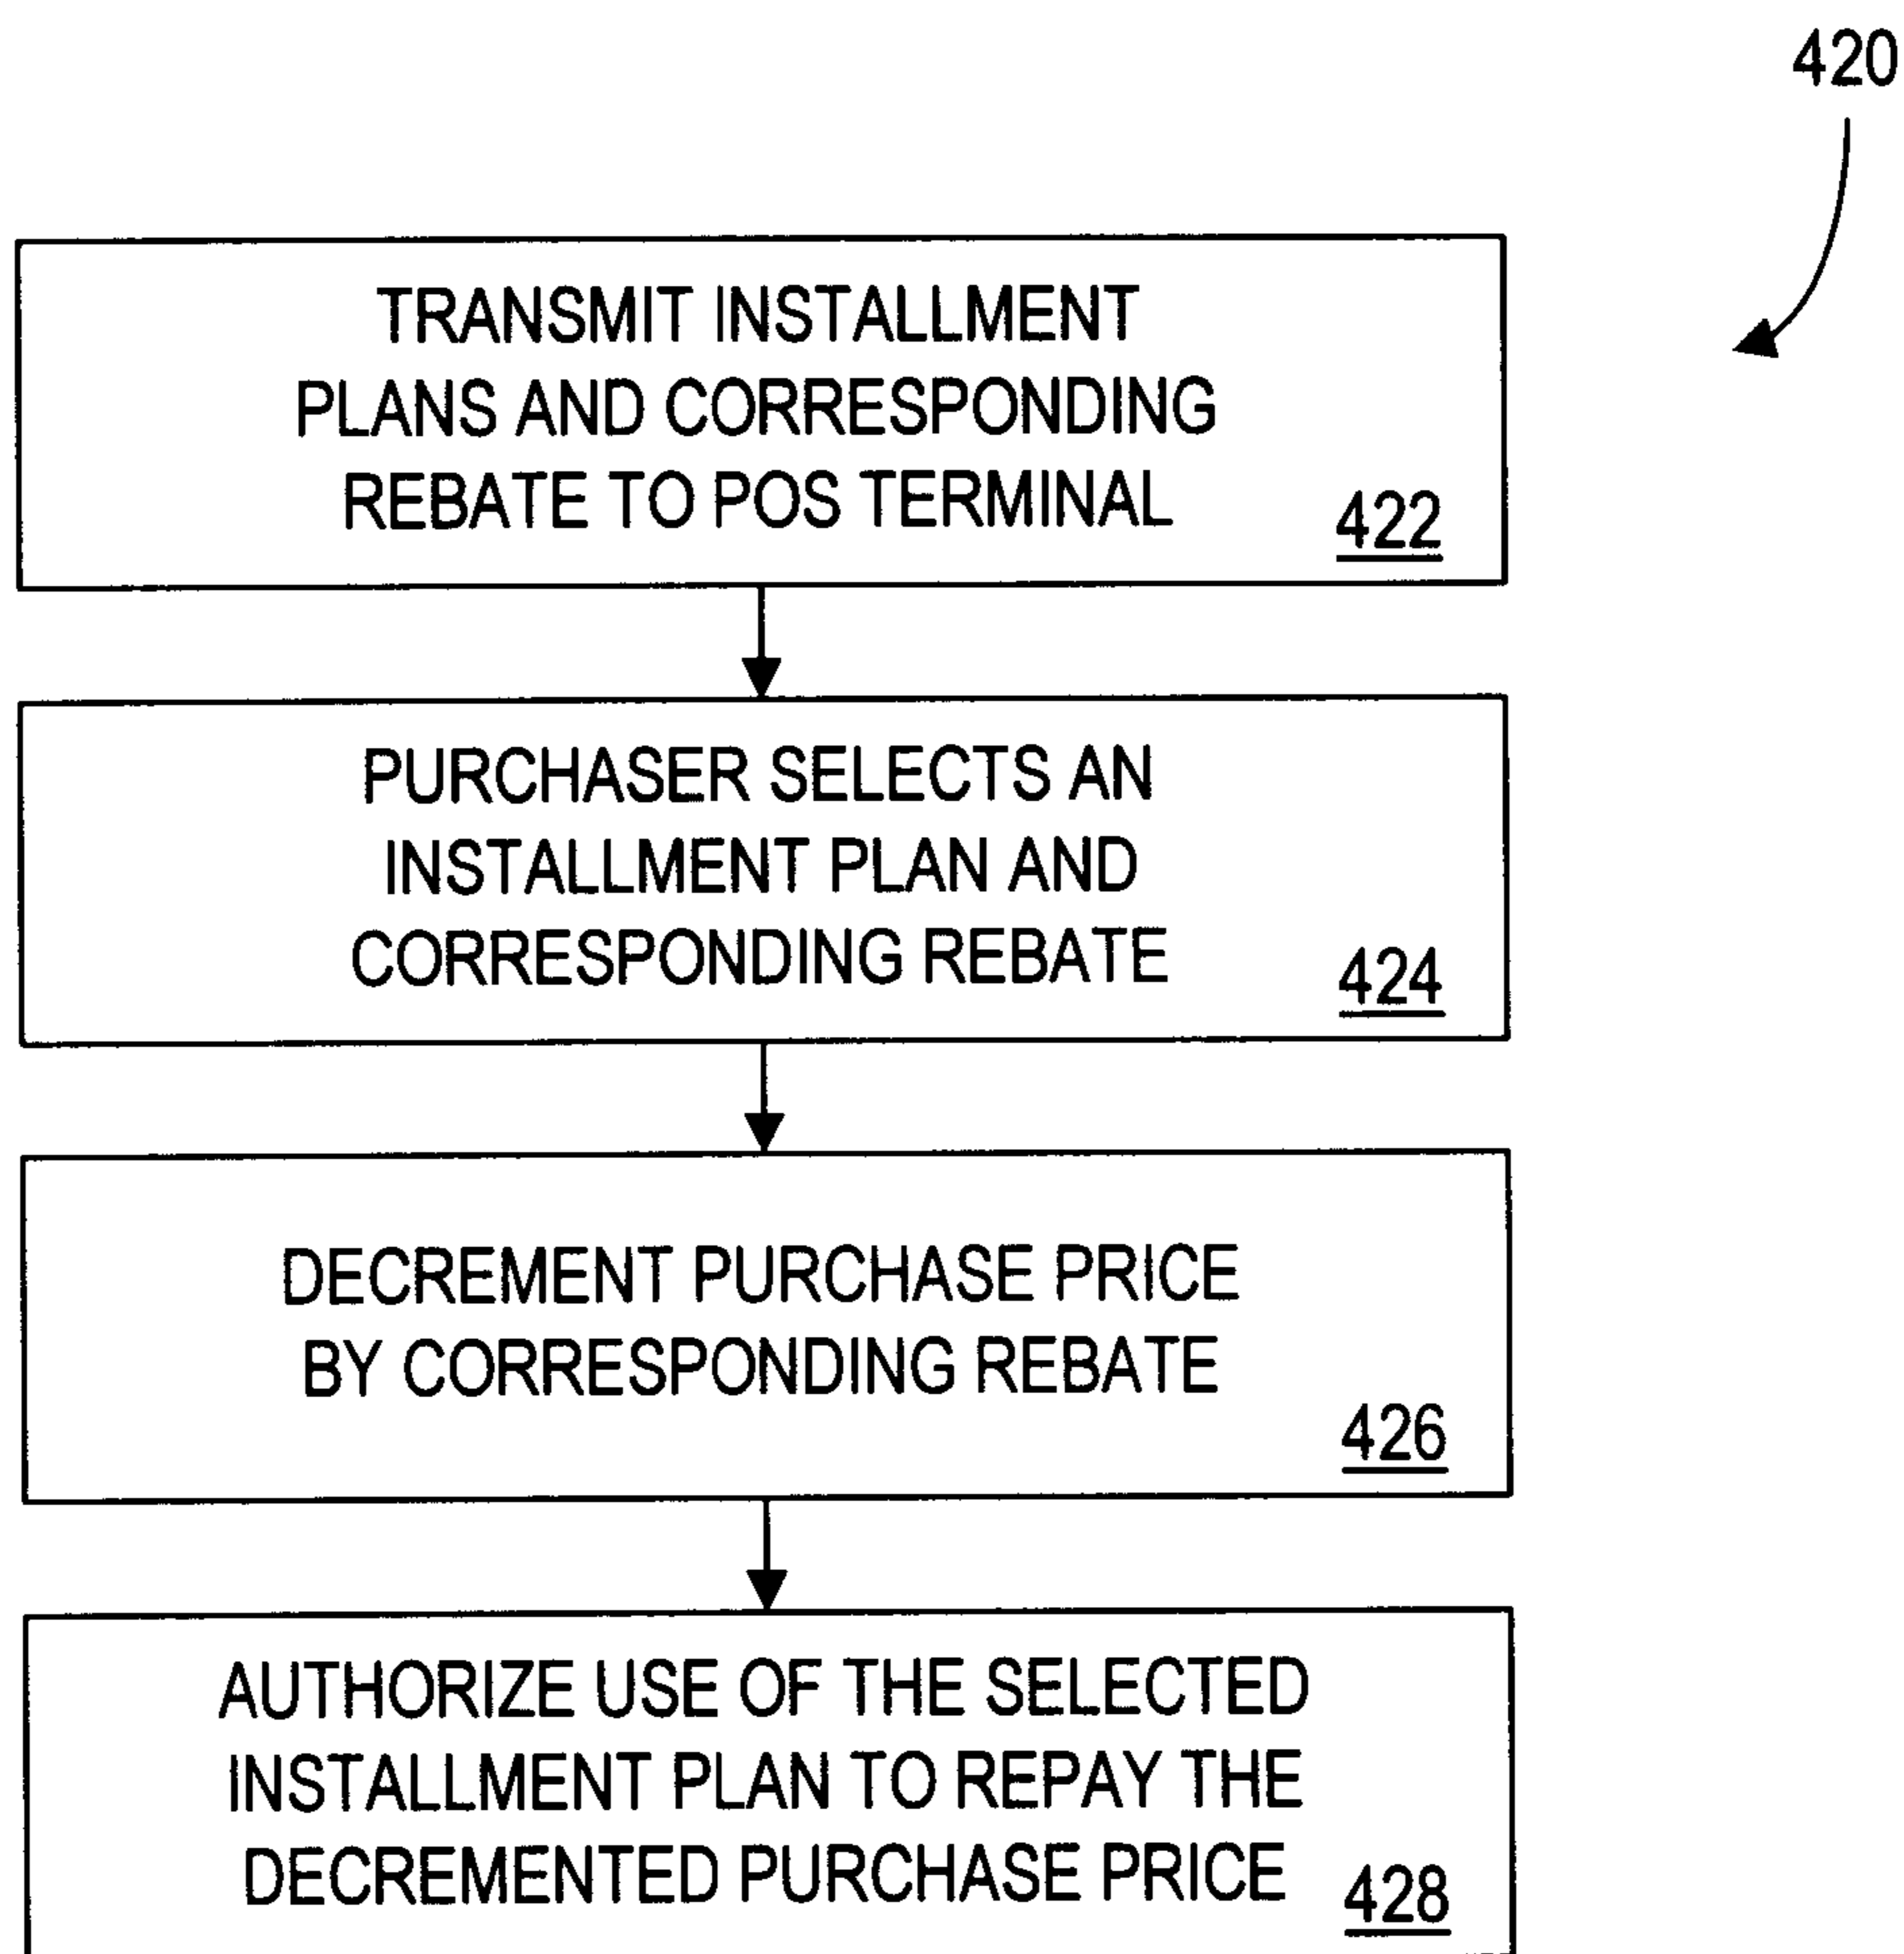 420
TRANSMIT INSTALLMENT
PLANS AND CORRESPONDING
REBATE TO POS TERMINAL
422
PURCHASER SELECTS AN
INSTALLMENT PLAN AND
CORRESPONDING REBATE
424
DECREMENT PURCHASE PRICE
BY CORRESPONDING REBATE
426
AUTHORIZE USE OF THE SELECTED
INSTALLMENT PLAN TO REPAY THE
DECREMENTED PURCHASE PRICE
428